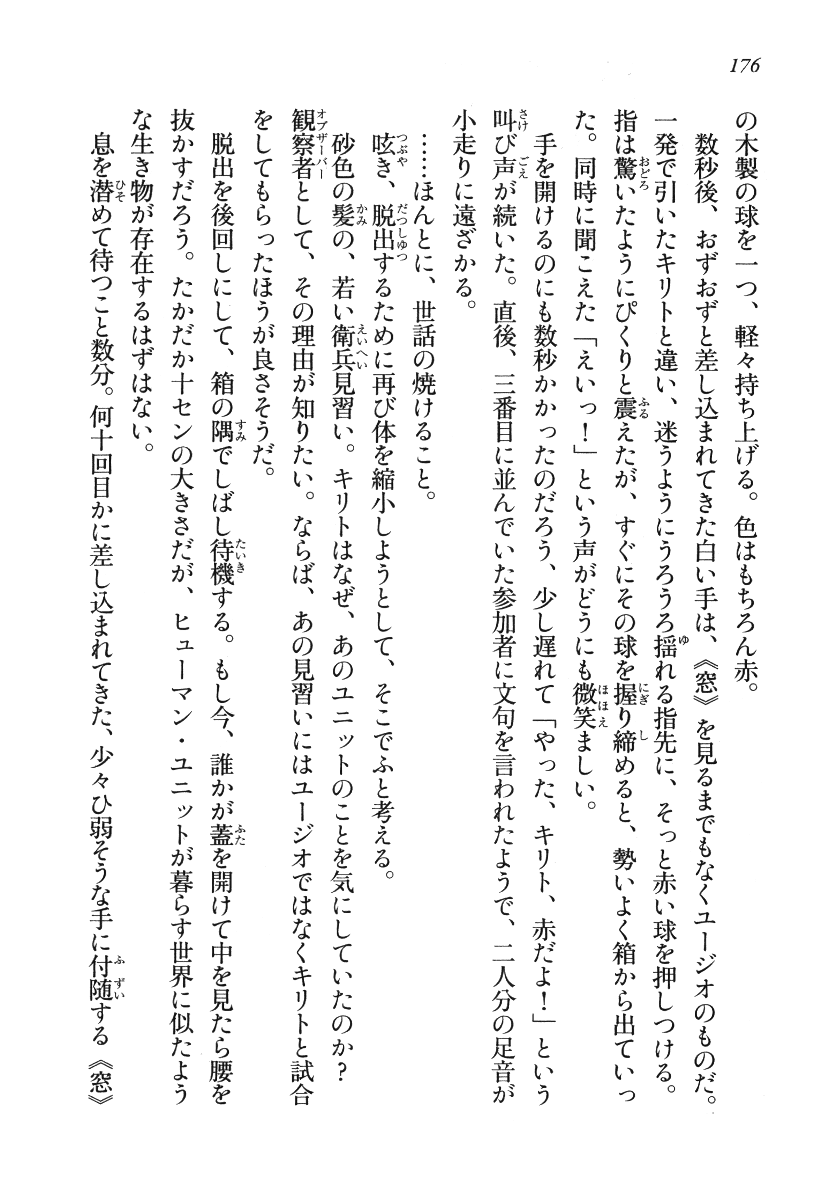 176
の木製の球を一つ、軽々持ち上げる。色はもちろん赤。
数秒後、おずおずと差し込まれてきた白い手は、《窓》を見るまでもなくユージオのものだ。
一発で引いたキリトと違い、迷うようにうろうろ揺れる指先に、そっと赤い球を押しつける。
指は驚いたようにぴくりと震えたが、すぐにその球を握り締めると、勢いよく箱から出ていっ
た。同時に聞こえた「えいっ！」という声がどうにも微笑ましい。
手を開けるのにも数秒かかったのだろう、少し遅れて「やった、キリト、赤だよ！」という
叫び声が続いた。直後、三番目に並んでいた参加者に文句を言われたようで、二人分の足音が
小走りに遠ざかる。
……ほんとに、世話の焼けること。
呟き、脱出するために再び体を縮小しようとして、そこでふと考える。
砂色の髪の、若い衛兵見習い。キリトはなぜ、あのユニットのことを気にしていたのか？
観察者として、その理由が知りたい。ならば、あの見習いにはユージオではなくキリトと試合
をしてもらったほうが良さそうだ。
脱出を後回しにして、箱の隅でしばし待機する。もし今、誰かが蓋を開けて中を見たら腰を
抜かすだろう。たかだか十センの大きさだが、ヒューマン・ユニットが暮らす世界に似たよう
な生き物が存在するはずはない。
息を潜めて待つこと数分。何十回目かに差し込まれてきた、少々ひ弱そうな手に付随する《窓》